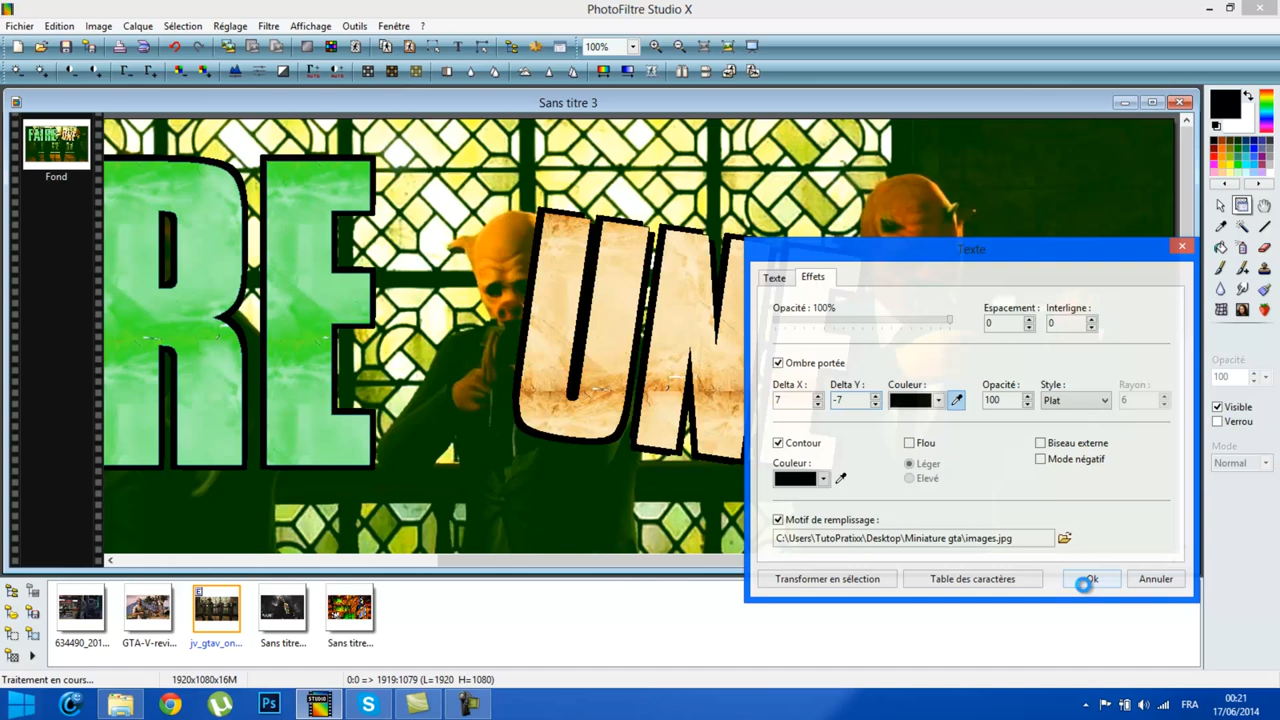 PhotoFiltre Studio X
Fichier Edition Image Calque Sélection Réglage Filtre Affichage Outils Fenêtre ?
100%
Sans titre 3
Fond
FAIRE UNE
RE UN
Texte
Texte Effets
Opacité : 100% Espacement : Interligne :
0 0
Ombre portée
Delta X : Delta Y : Couleur : Opacité : Style : Rayon :
7 -7 100 Plat 6
Contour Flou Biseau externe
Couleur : Léger Mode négatif
Elevé
Motif de remplissage :
C:\Users\TutoPratixx\Desktop\Miniature gta\images.jpg
Transformer en sélection Table des caractères Ok Annuler
Opacité :
100
Visible
Verrou
Mode
Normal
634490_201... GTA-V-revi... jv_gtav_on... Sans titre... Sans titre...
Traitement en cours... 1920x1080x16M 0:0 => 1919:1079 (L=1920 H=1080)
Ps STUDIO FRA 00:21
17/06/2014